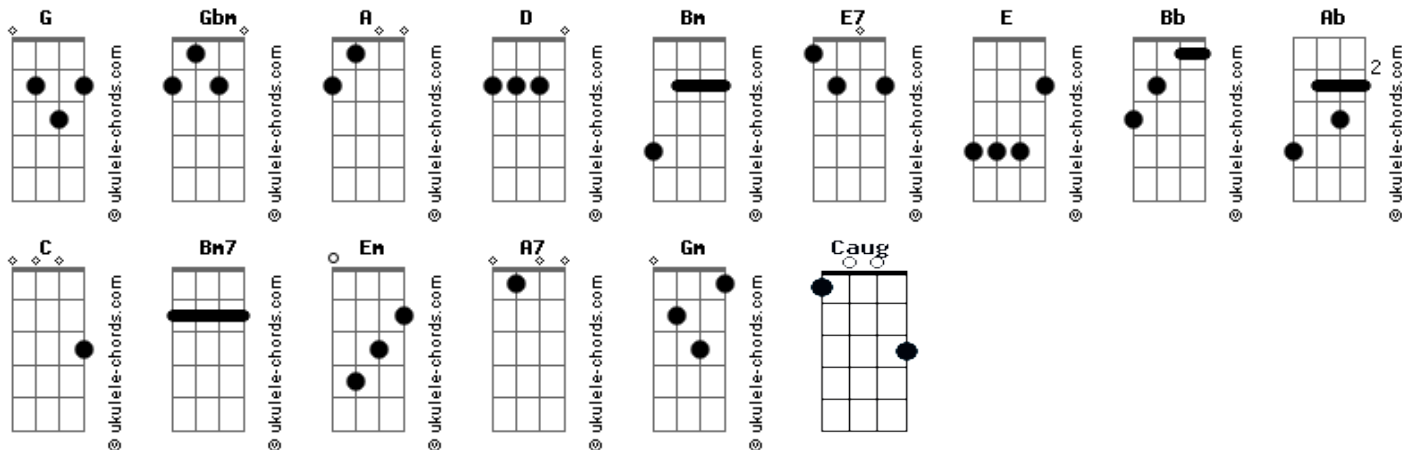 G Gbm A D Bm E7 E Bb Ab
© ukulele-chords.com © ukulele-chords.com © ukulele-chords.com © ukulele-chords.com © ukulele-chords.com © ukulele-chords.com © ukulele-chords.com © ukulele-chords.com 2 © ukulele-chords.com
C Bm7 Em A7 Gm Caug
© ukulele-chords.com © ukulele-chords.com © ukulele-chords.com © ukulele-chords.com © ukulele-chords.com